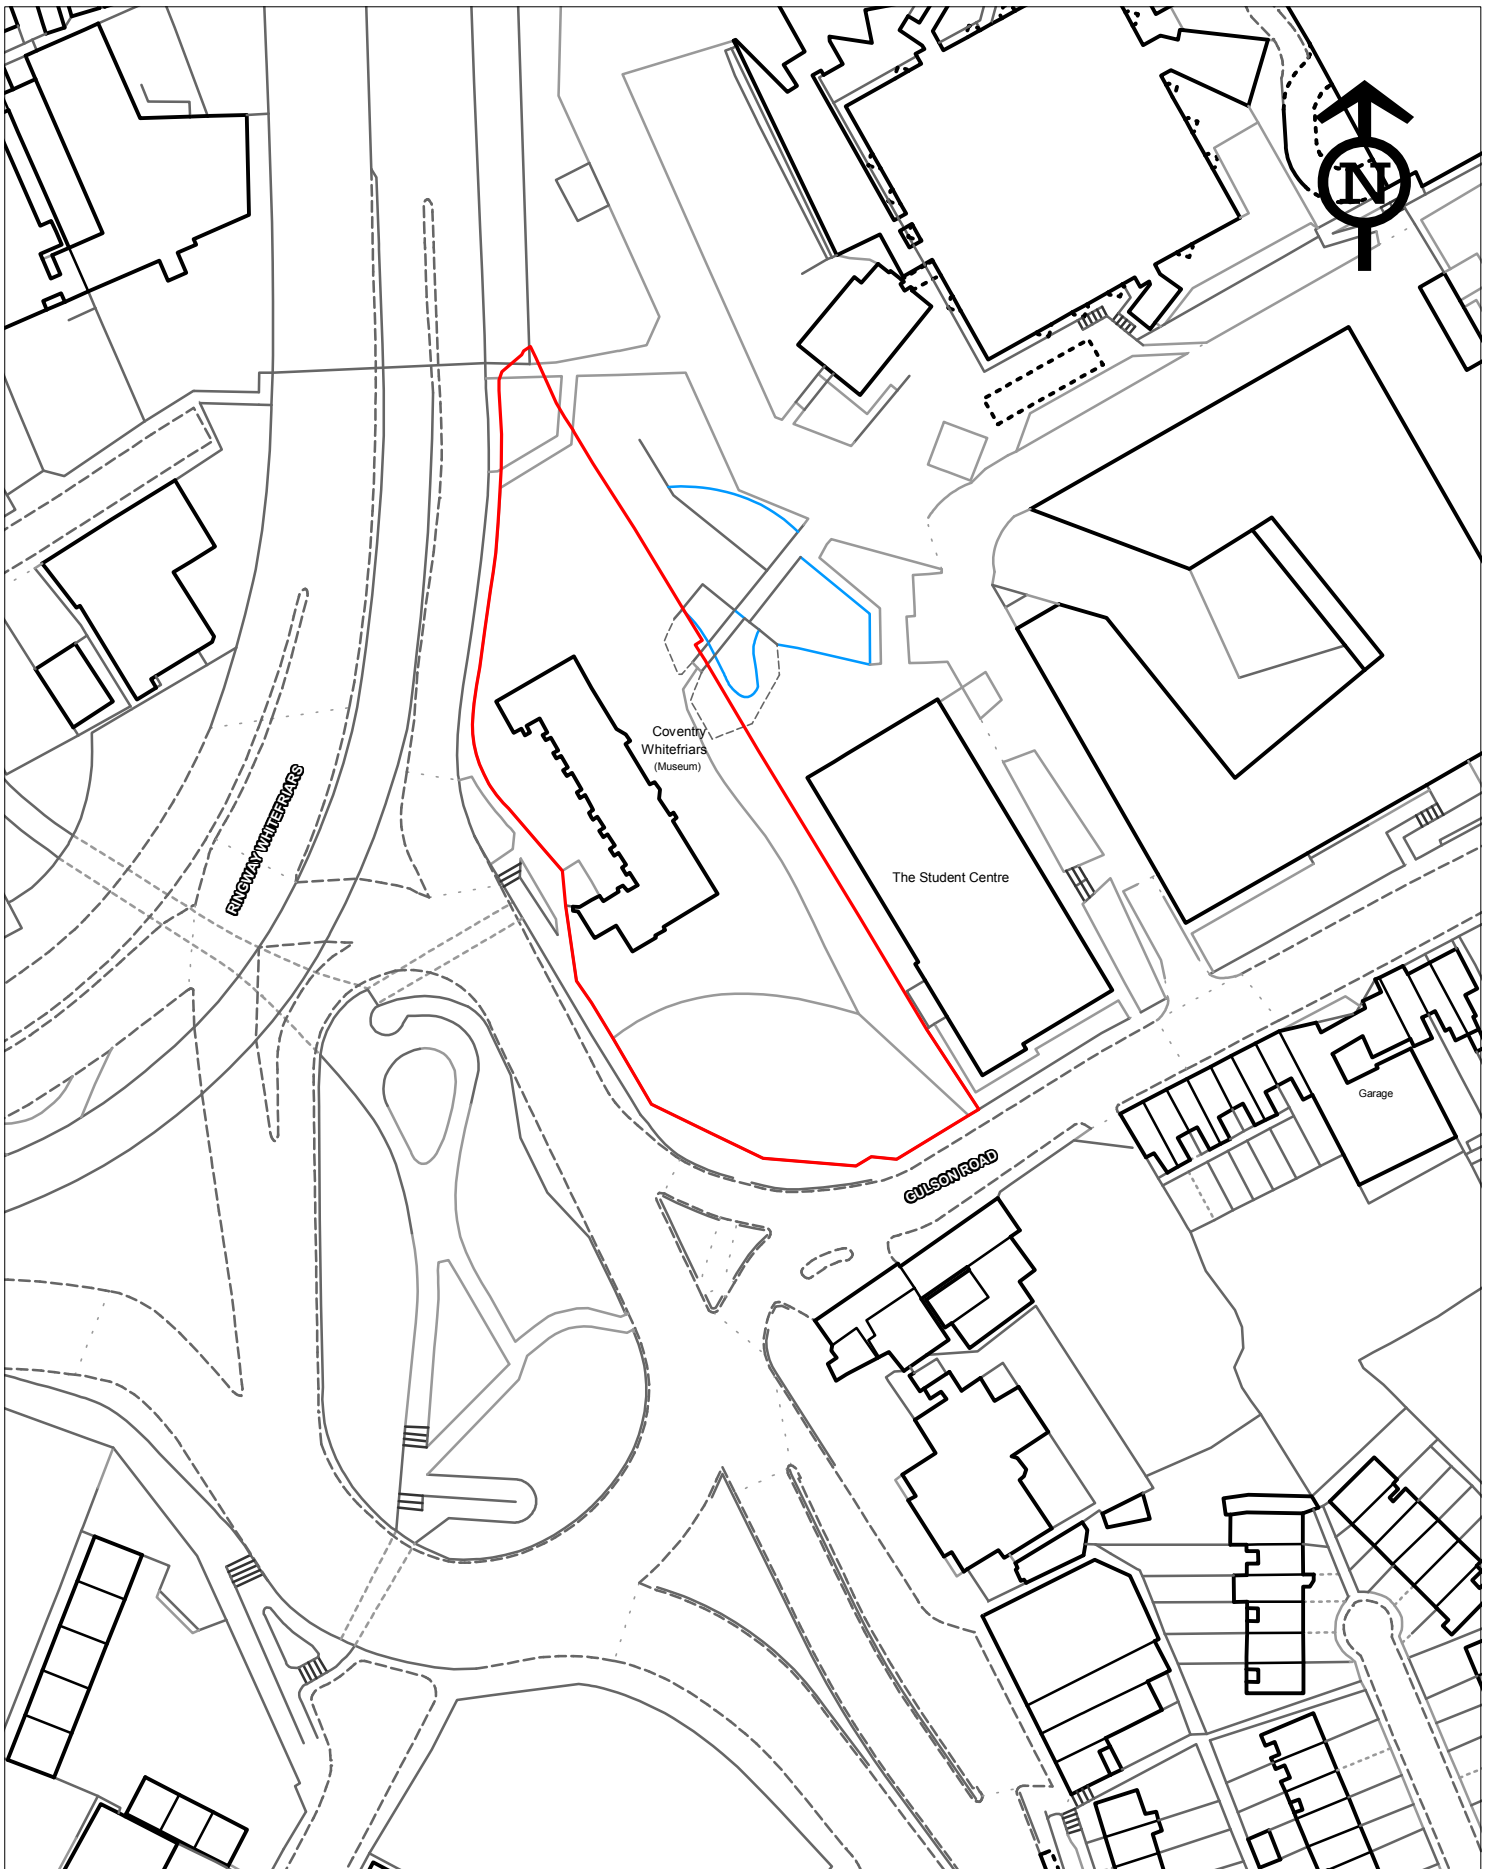 N
Coventry
Whitefriars
(Museum)
RINGWAY WHITEFRIARS
The Student Centre
Garage
GULSON ROAD